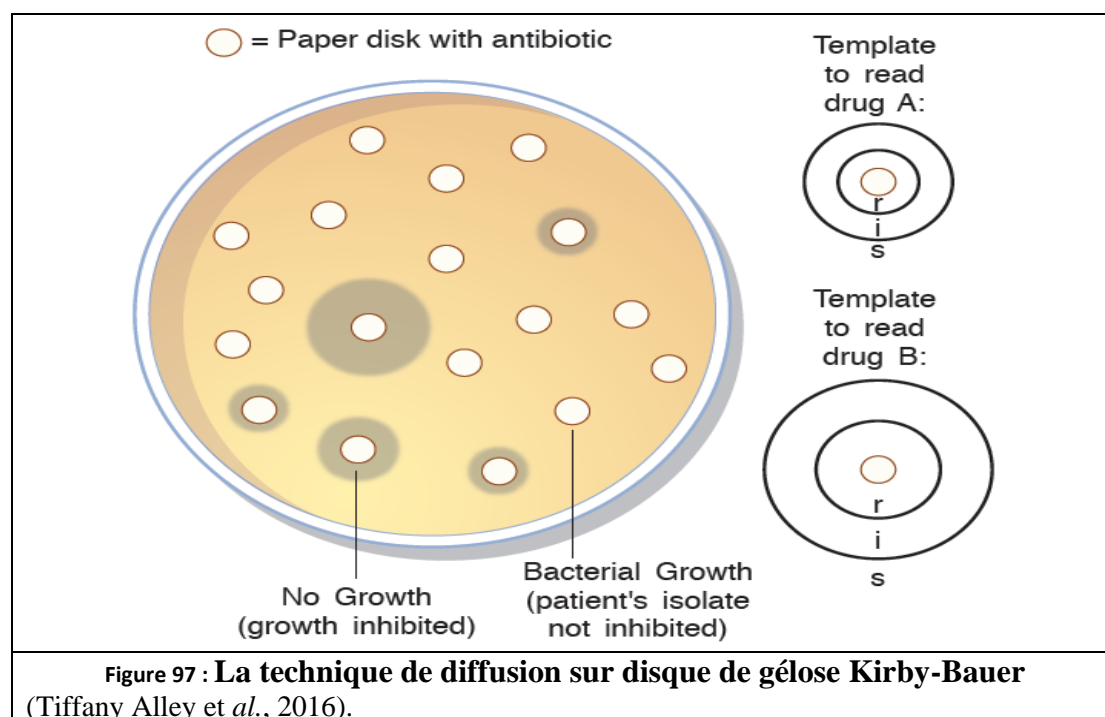 = Paper disk with antibiotic
Template
to read
drug A:
r
i
s
Template
to read
drug B:
r
i
s
No Growth
(growth inhibited)
Bacterial Growth
(patient's isolate
not inhibited)
Figure 97 : La technique de diffusion sur disque de gélose Kirby-Bauer
(Tiffany Alley et al., 2016).